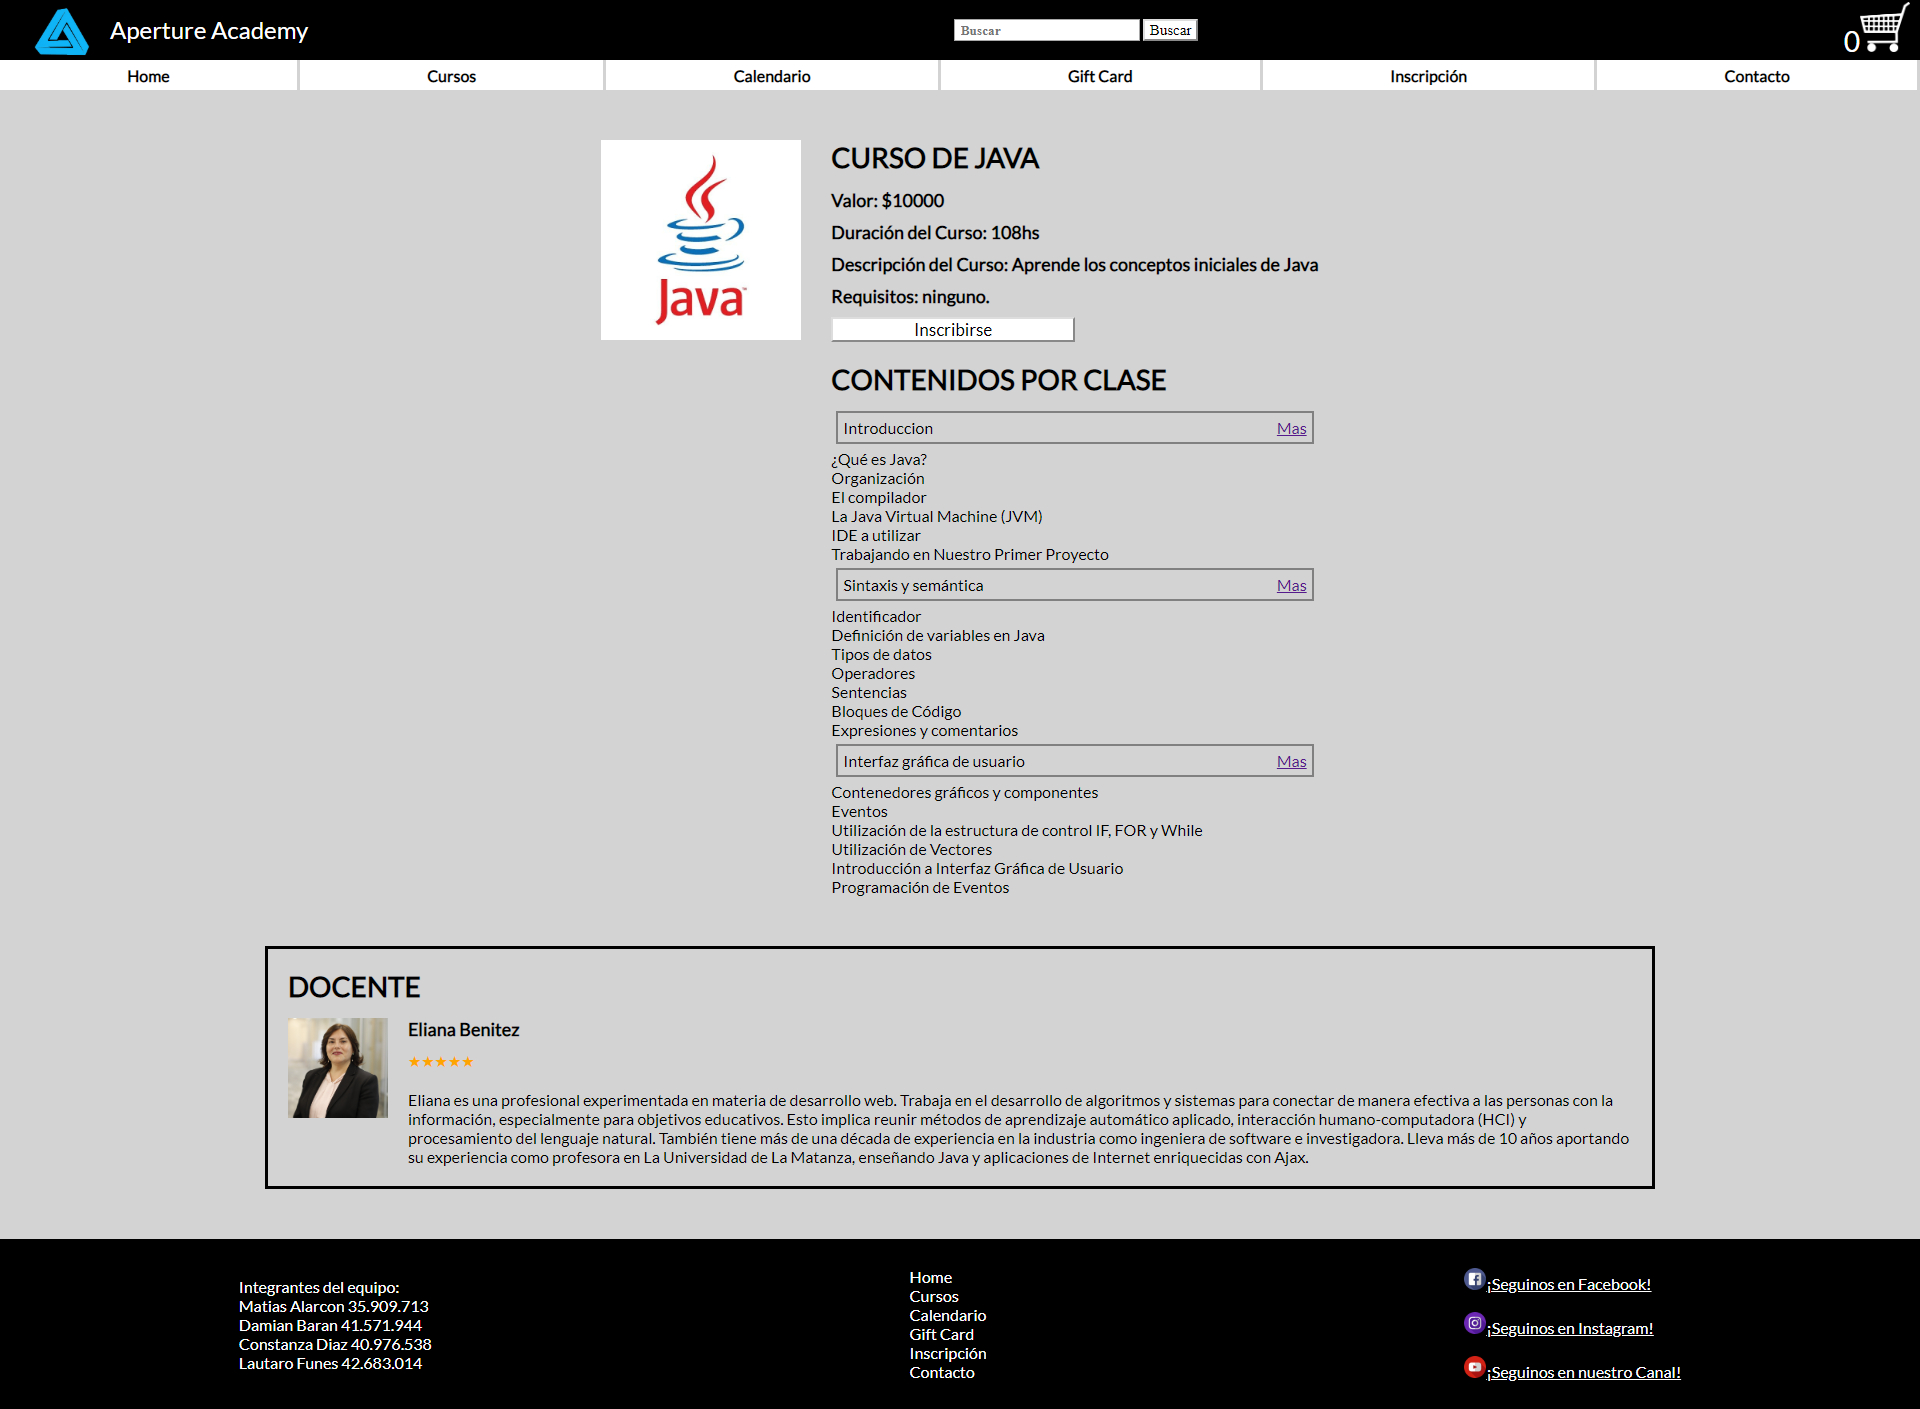 Aperture Academy
Buscar
Buscar
0
Home
Cursos
Calendario
Gift Card
Inscripción
Contacto
Java™
CURSO DE JAVA
Valor: $10000
Duración del Curso: 108hs
Descripción del Curso: Aprende los conceptos iniciales de Java
Requisitos: ninguno.
Inscribirse
CONTENIDOS POR CLASE
Introduccion Mas
¿Qué es Java?
Organización
El compilador
La Java Virtual Machine (JVM)
IDE a utilizar
Trabajando en Nuestro Primer Proyecto
Sintaxis y semántica Mas
Identificador
Definición de variables en Java
Tipos de datos
Operadores
Sentencias
Bloques de Código
Expresiones y comentarios
Interfaz gráfica de usuario Mas
Contenedores gráficos y componentes
Eventos
Utilización de la estructura de control IF, FOR y While
Utilización de Vectores
Introducción a Interfaz Gráfica de Usuario
Programación de Eventos
DOCENTE
Eliana Benitez
★★★★★
Eliana es una profesional experimentada en materia de desarrollo web. Trabaja en el desarrollo de algoritmos y sistemas para conectar de manera efectiva a las personas con la
información, especialmente para objetivos educativos. Esto implica reunir métodos de aprendizaje automático aplicado, interacción humano-computadora (HCI) y
procesamiento del lenguaje natural. También tiene más de una década de experiencia en la industria como ingeniera de software e investigadora. Lleva más de 10 años aportando
su experiencia como profesora en La Universidad de La Matanza, enseñando Java y aplicaciones de Internet enriquecidas con Ajax.
Integrantes del equipo:
Matias Alarcon 35.909.713
Damian Baran 41.571.944
Constanza Diaz 40.976.538
Lautaro Funes 42.683.014
Home
Cursos
Calendario
Gift Card
Inscripción
Contacto
¡Seguinos en Facebook!
¡Seguinos en Instagram!
¡Seguinos en nuestro Canal!